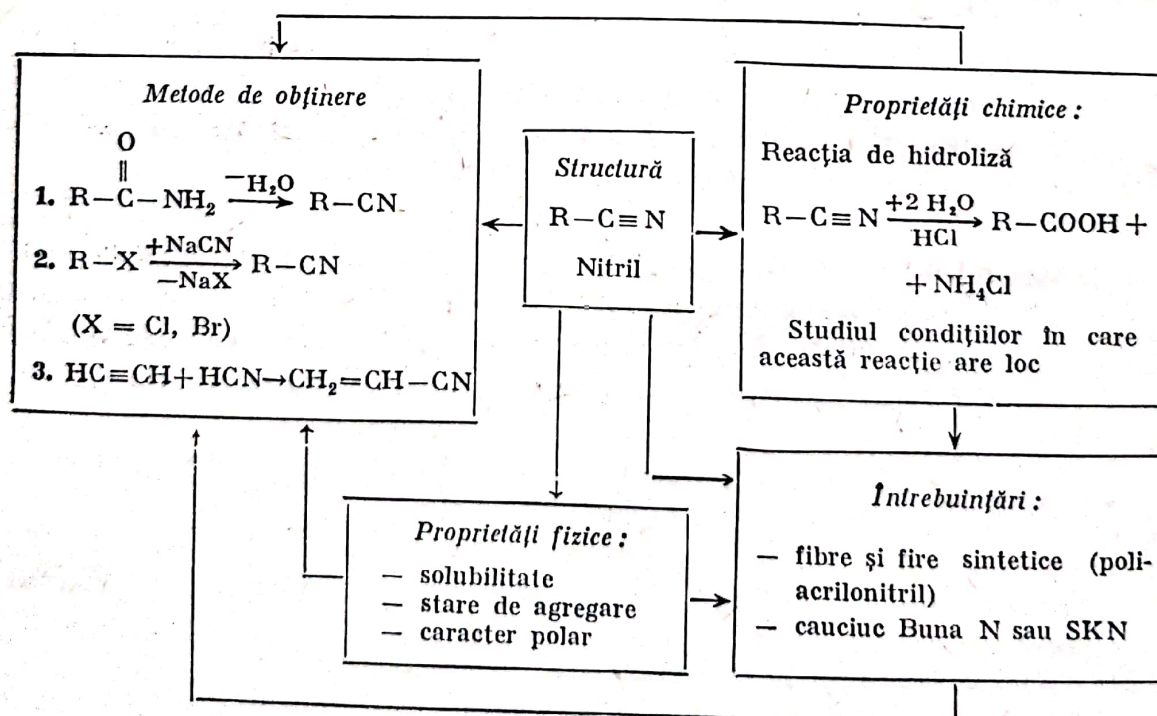 Metode de obținere
O
||
1. R—C—NH₂ —H₂O→ R—CN
2. R—X +NaCN → R—CN
—NaX
(X = Cl, Br)
3. HC≡CH+HCN→CH₂=CH—CN
Structură
R—C≡N
Nitril
Proprietăți chimice :
Reacția de hidroliză
R—C≡N +2 H₂O → R—COOH +
HCl
+ NH₄Cl
Studiul condițiilor în care
această reacție are loc
Proprietăți fizice :
— solubilitate
— stare de agregare
— caracter polar
Întrebuințări :
— fibre și fire sintetice (poli-
acrilonitril)
— cauciuc Buna N sau SKN